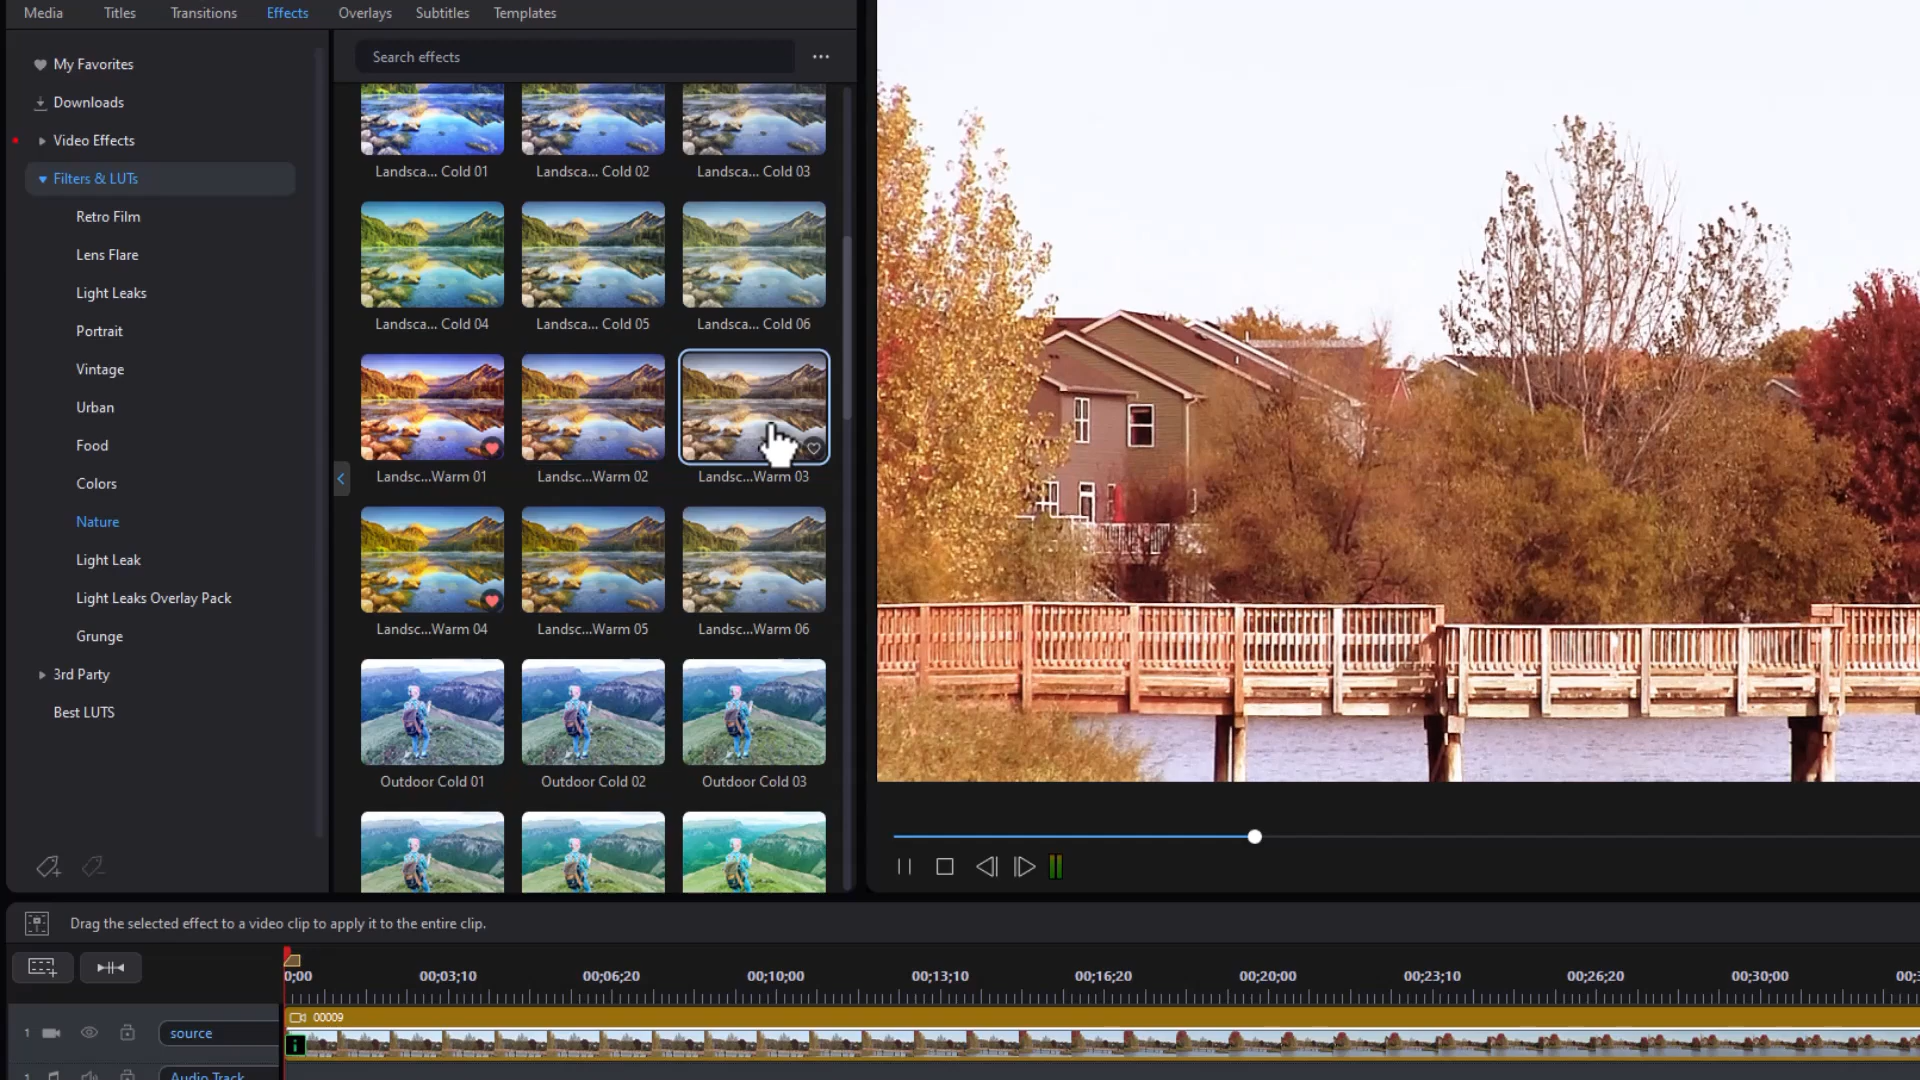 Media Titles Transitions Effects Overlays Subtitles Templates
My Favorites
Downloads
Video Effects
Filters & LUTs
Retro Film
Lens Flare
Light Leaks
Portrait
Vintage
Urban
Food
Colors
Nature
Light Leak
Light Leaks Overlay Pack
Grunge
3rd Party
Best LUTS
Search effects
Landsca... Cold 01 Landsca... Cold 02 Landsca... Cold 03
Landsca... Cold 04 Landsca... Cold 05 Landsca... Cold 06
Landsc...Warm 01 Landsc...Warm 02 Landsc...Warm 03
Landsc...Warm 04 Landsc...Warm 05 Landsc...Warm 06
Outdoor Cold 01 Outdoor Cold 02 Outdoor Cold 03
Drag the selected effect to a video clip to apply it to the entire clip.
0;00 00;03;10 00;06;20 00;10;00 00;13;10 00;16;20 00;20;00 00;23;10 00;26;20 00;30;00 00;3
00009
1 source
1 Audio Track